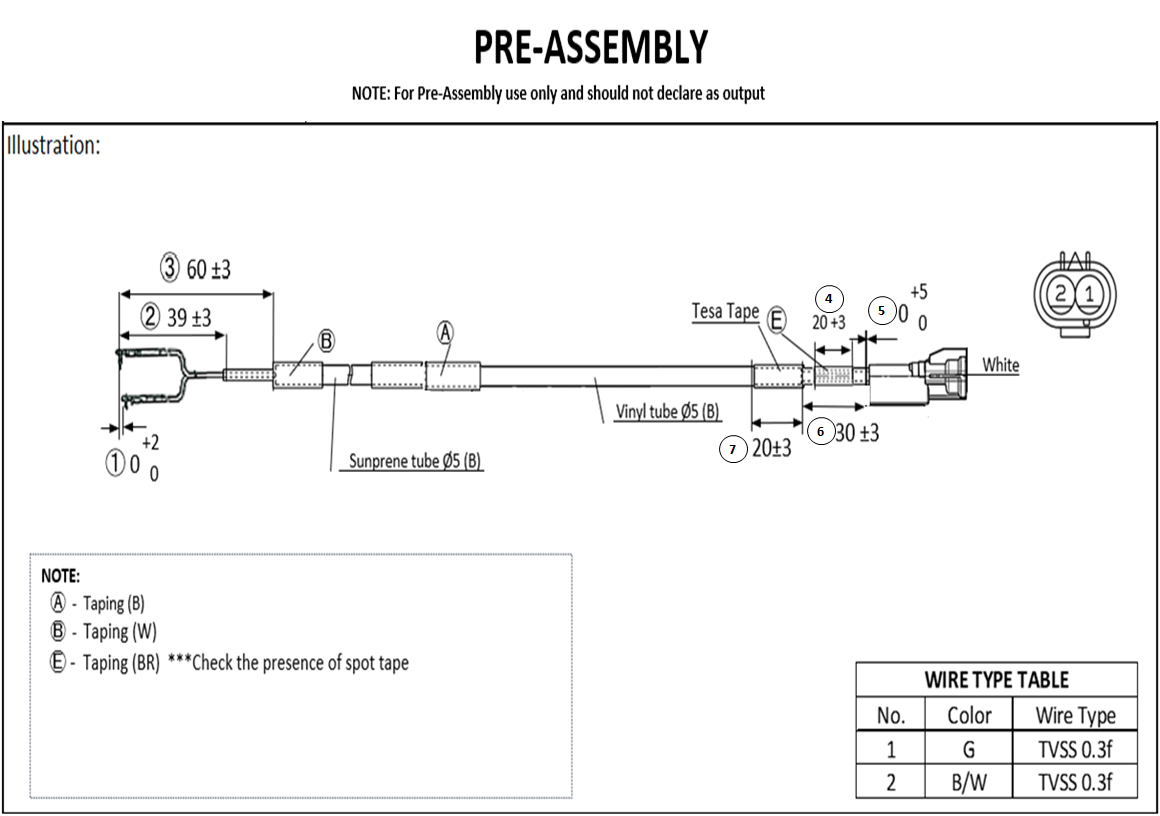 PRE-ASSEMBLY
NOTE: For Pre-Assembly use only and should not declare as output
Illustration:
③ 60 ±3
② 39 ±3
① 0 +2 0
Ⓑ
Ⓐ
Tesa Tape Ⓔ
④
20 +3
⑤ 0 +5 0
2 1
White
Vinyl tube Ø5 (B)
⑥ 30 ±3
⑦ 20±3
Sunprene tube Ø5 (B)
NOTE:
Ⓐ - Taping (B)
Ⓑ - Taping (W)
Ⓔ - Taping (BR) ***Check the presence of spot tape
WIRE TYPE TABLE
No. Color Wire Type
1 G TVSS 0.3f
2 B/W TVSS 0.3f